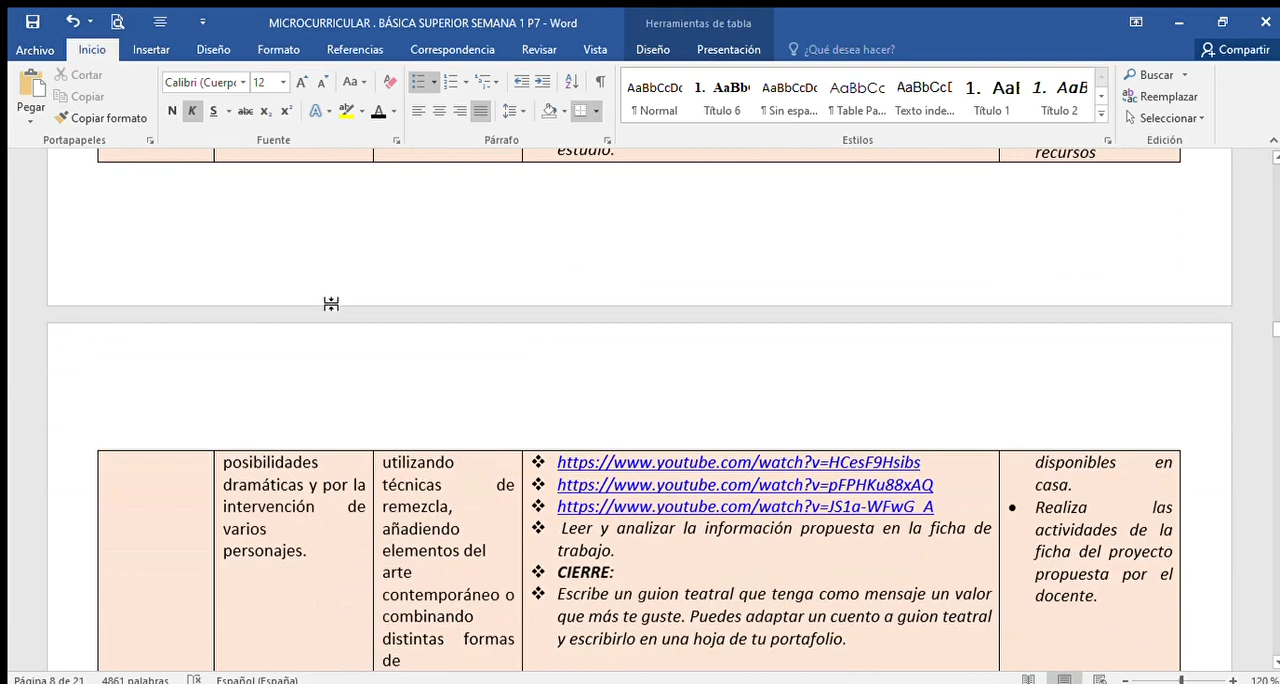 MICROCURRICULAR . BÁSICA SUPERIOR SEMANA 1 P7 - Word
Herramientas de tabla
Archivo Inicio Insertar Diseño Formato Referencias Correspondencia Revisar Vista Diseño Presentación ¿Qué desea hacer? Compartir
Pegar
Cortar
Copiar
Copiar formato
Portapapeles
Calibri (Cuerpo 12
Aa
N K S abc x₂ x²
A ab A
Fuente
Párrafo
AaBbCcDc
¶ Normal
1. AaBb
Título 6
AaBbCcDc
¶ Sin espa...
AaBbCc
¶ Table Pa...
AaBbCcD
Texto inde...
1. AaB
Título 1
1. AaB
Título 2
Estilos
Buscar
Reemplazar
Seleccionar
Edición
estudio.
recursos
posibilidades
dramáticas y por la
intervención de
varios
personajes.
utilizando
técnicas de
remezcla,
añadiendo
elementos del
arte
contemporáneo o
combinando
distintas formas
de
❖ https://www.youtube.com/watch?v=HCesF9Hsibs
❖ https://www.youtube.com/watch?v=pFPHKu88xAQ
❖ https://www.youtube.com/watch?v=JS1a-WFwG_A
❖ Leer y analizar la información propuesta en la ficha de
trabajo.
❖ CIERRE:
❖ Escribe un guion teatral que tenga como mensaje un valor
que más te guste. Puedes adaptar un cuento a guion teatral
y escribirlo en una hoja de tu portafolio.
disponibles en
casa.
• Realiza las
actividades de la
ficha del proyecto
propuesta por el
docente.
Página 8 de 21 4861 palabras Español (España) 120 %